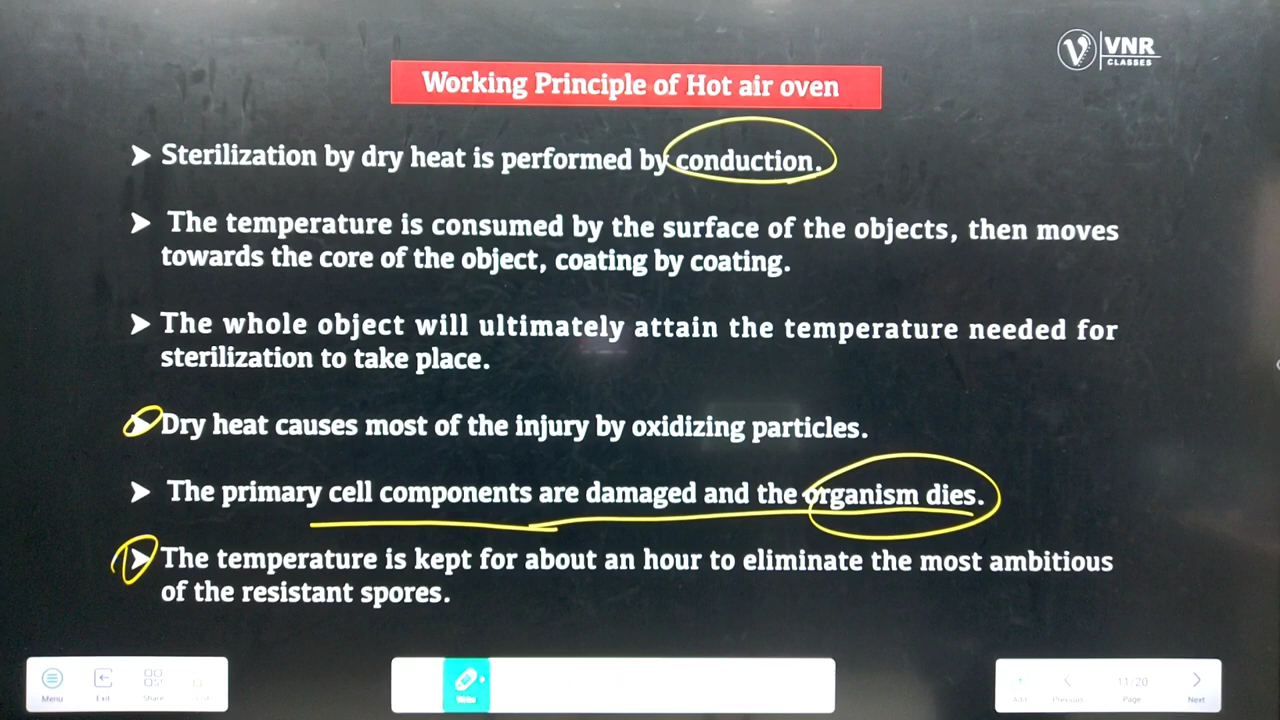 VNR
CLASSES
Working Principle of Hot air oven
➤ Sterilization by dry heat is performed by conduction.
➤ The temperature is consumed by the surface of the objects, then moves
towards the core of the object, coating by coating.
➤ The whole object will ultimately attain the temperature needed for
sterilization to take place.
➤ Dry heat causes most of the injury by oxidizing particles.
➤ The primary cell components are damaged and the organism dies.
➤ The temperature is kept for about an hour to eliminate the most ambitious
of the resistant spores.
Menu Exit Share Write Add Previous 11/20 Page Next